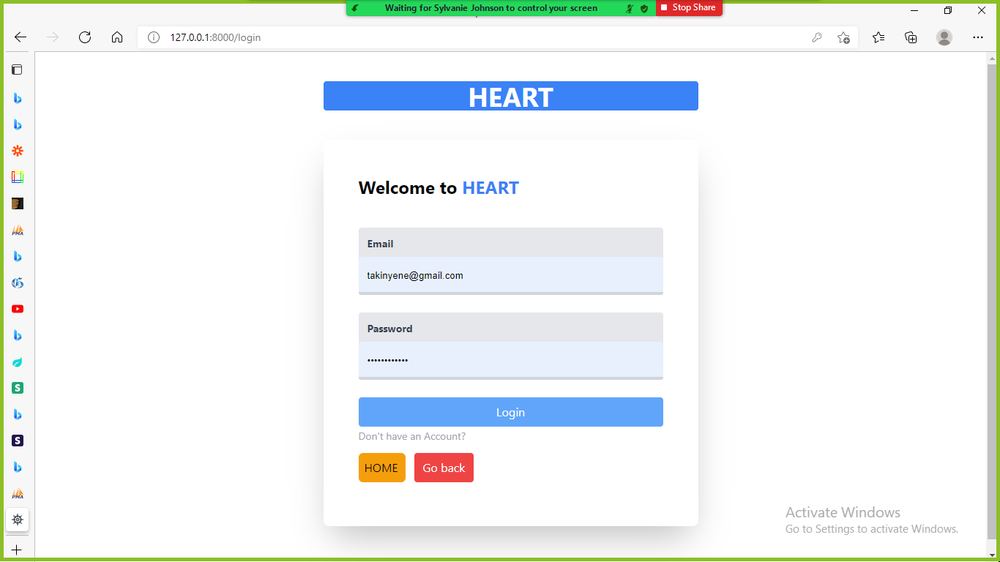 Waiting for Sylvanie Johnson to control your screen
Stop Share
127.0.0.1:8000/login
HEART
Welcome to HEART
Email
takinyene@gmail.com
Password
••••••••••••
Login
Don't have an Account?
HOME
Go back
PMA
S
S
PMA
Activate Windows
Go to Settings to activate Windows.